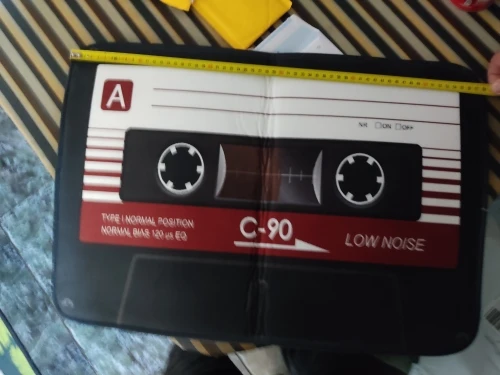 A
NR □ON □OFF
TYPE I NORMAL POSITION
NORMAL BIAS 120 µs EQ
C-90
LOW NOISE